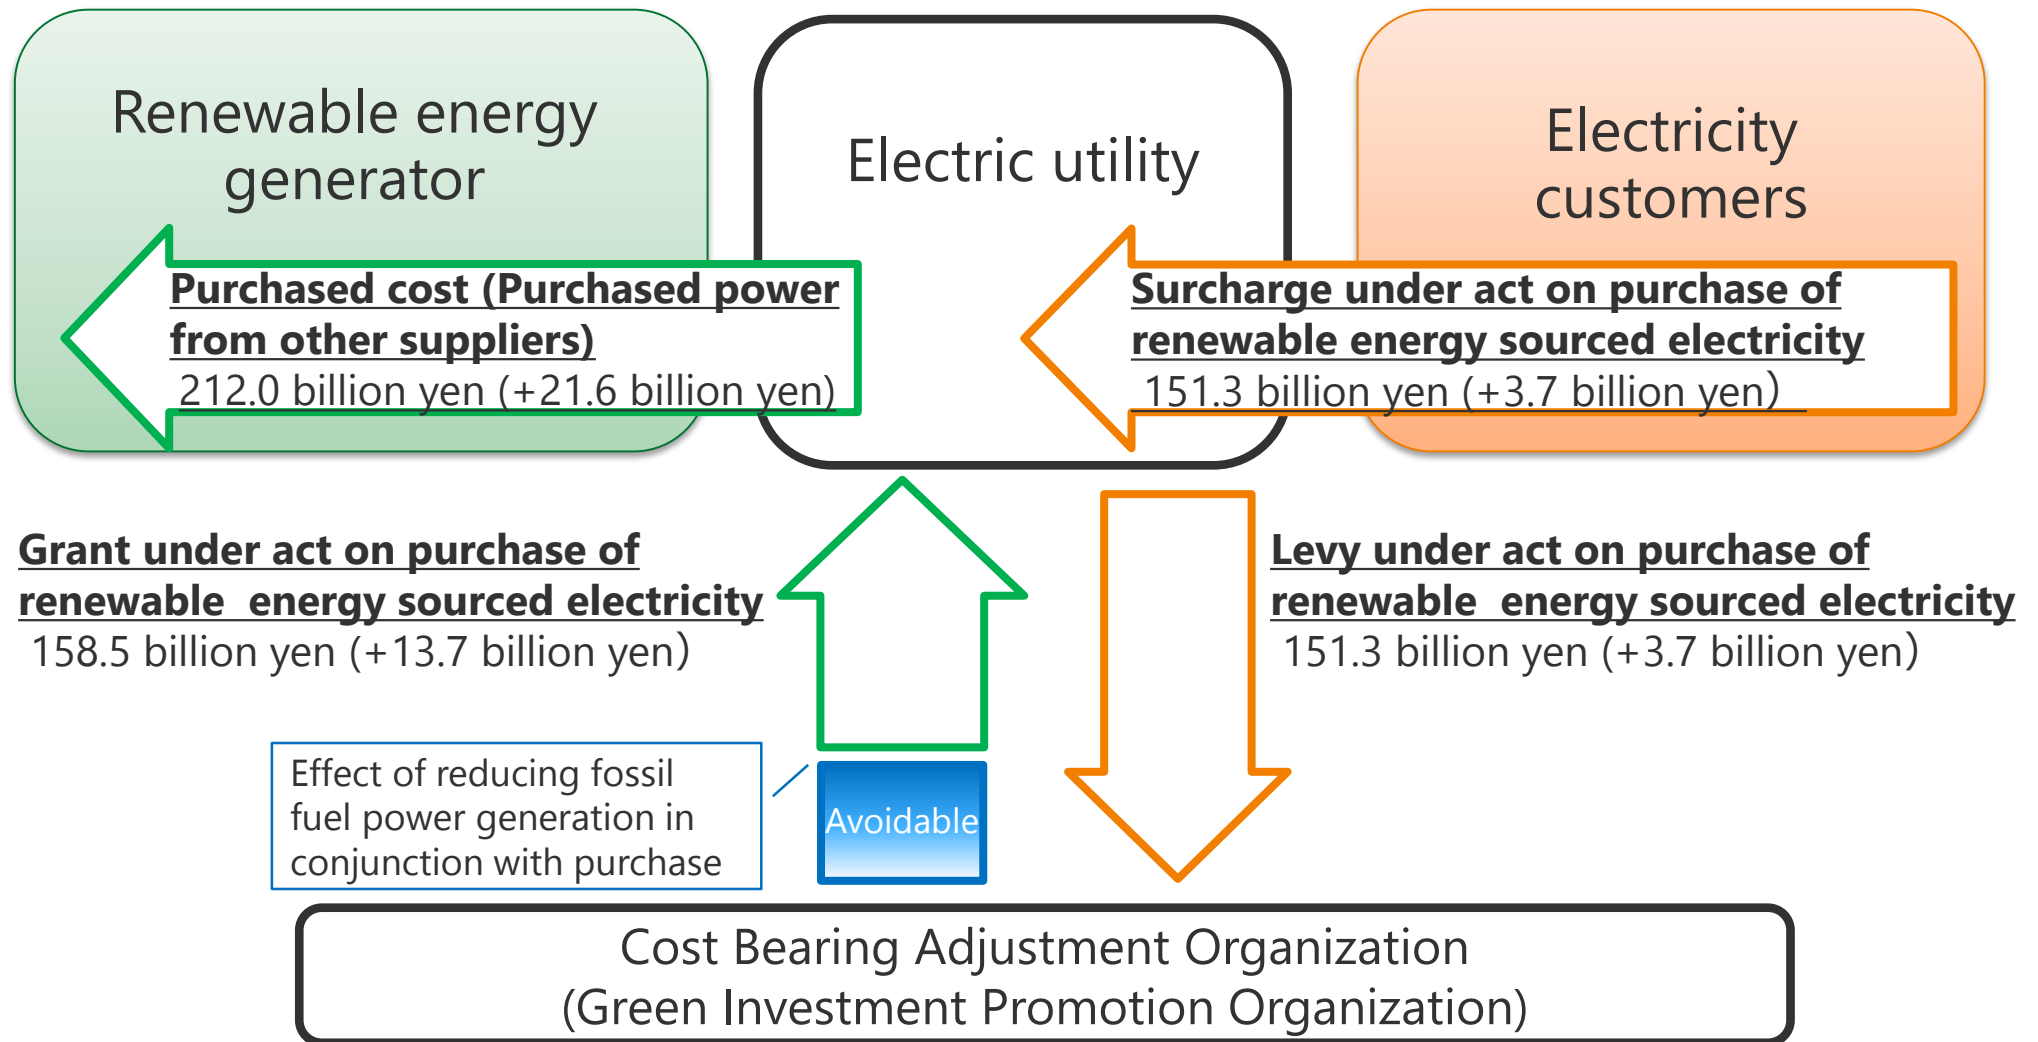 Renewable energy
generator
Electric utility
Electricity
customers
Purchased cost (Purchased power
from other suppliers)
212.0 billion yen (+21.6 billion yen)
Surcharge under act on purchase of
renewable energy sourced electricity
151.3 billion yen (+3.7 billion yen）
Grant under act on purchase of
renewable  energy sourced electricity
158.5 billion yen (+13.7 billion yen）
Levy under act on purchase of
renewable  energy sourced electricity
151.3 billion yen (+3.7 billion yen）
Effect of reducing fossil
fuel power generation in
conjunction with purchase
Avoidable
Cost Bearing Adjustment Organization
(Green Investment Promotion Organization)